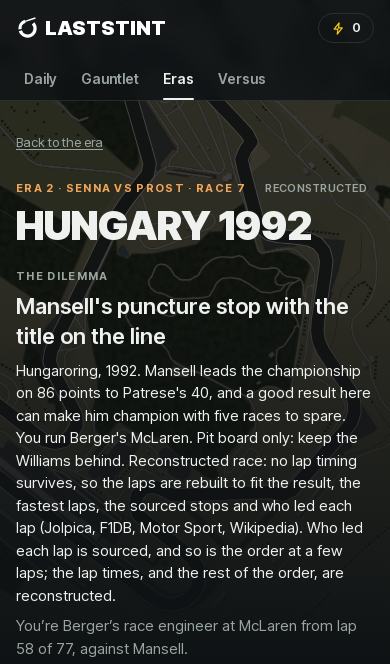 LASTSTINT
0
Daily Gauntlet Eras Versus
Back to the era
ERA 2 · SENNA VS PROST · RACE 7 RECONSTRUCTED
HUNGARY 1992
THE DILEMMA
Mansell's puncture stop with the
title on the line
Hungaroring, 1992. Mansell leads the championship
on 86 points to Patrese's 40, and a good result here
can make him champion with five races to spare.
You run Berger's McLaren. Pit board only: keep the
Williams behind. Reconstructed race: no lap timing
survives, so the laps are rebuilt to fit the result, the
fastest laps, the sourced stops and who led each
lap (Jolpica, F1DB, Motor Sport, Wikipedia). Who led
each lap is sourced, and so is the order at a few
laps; the lap times, and the rest of the order, are
reconstructed.
You’re Berger’s race engineer at McLaren from lap
58 of 77, against Mansell.